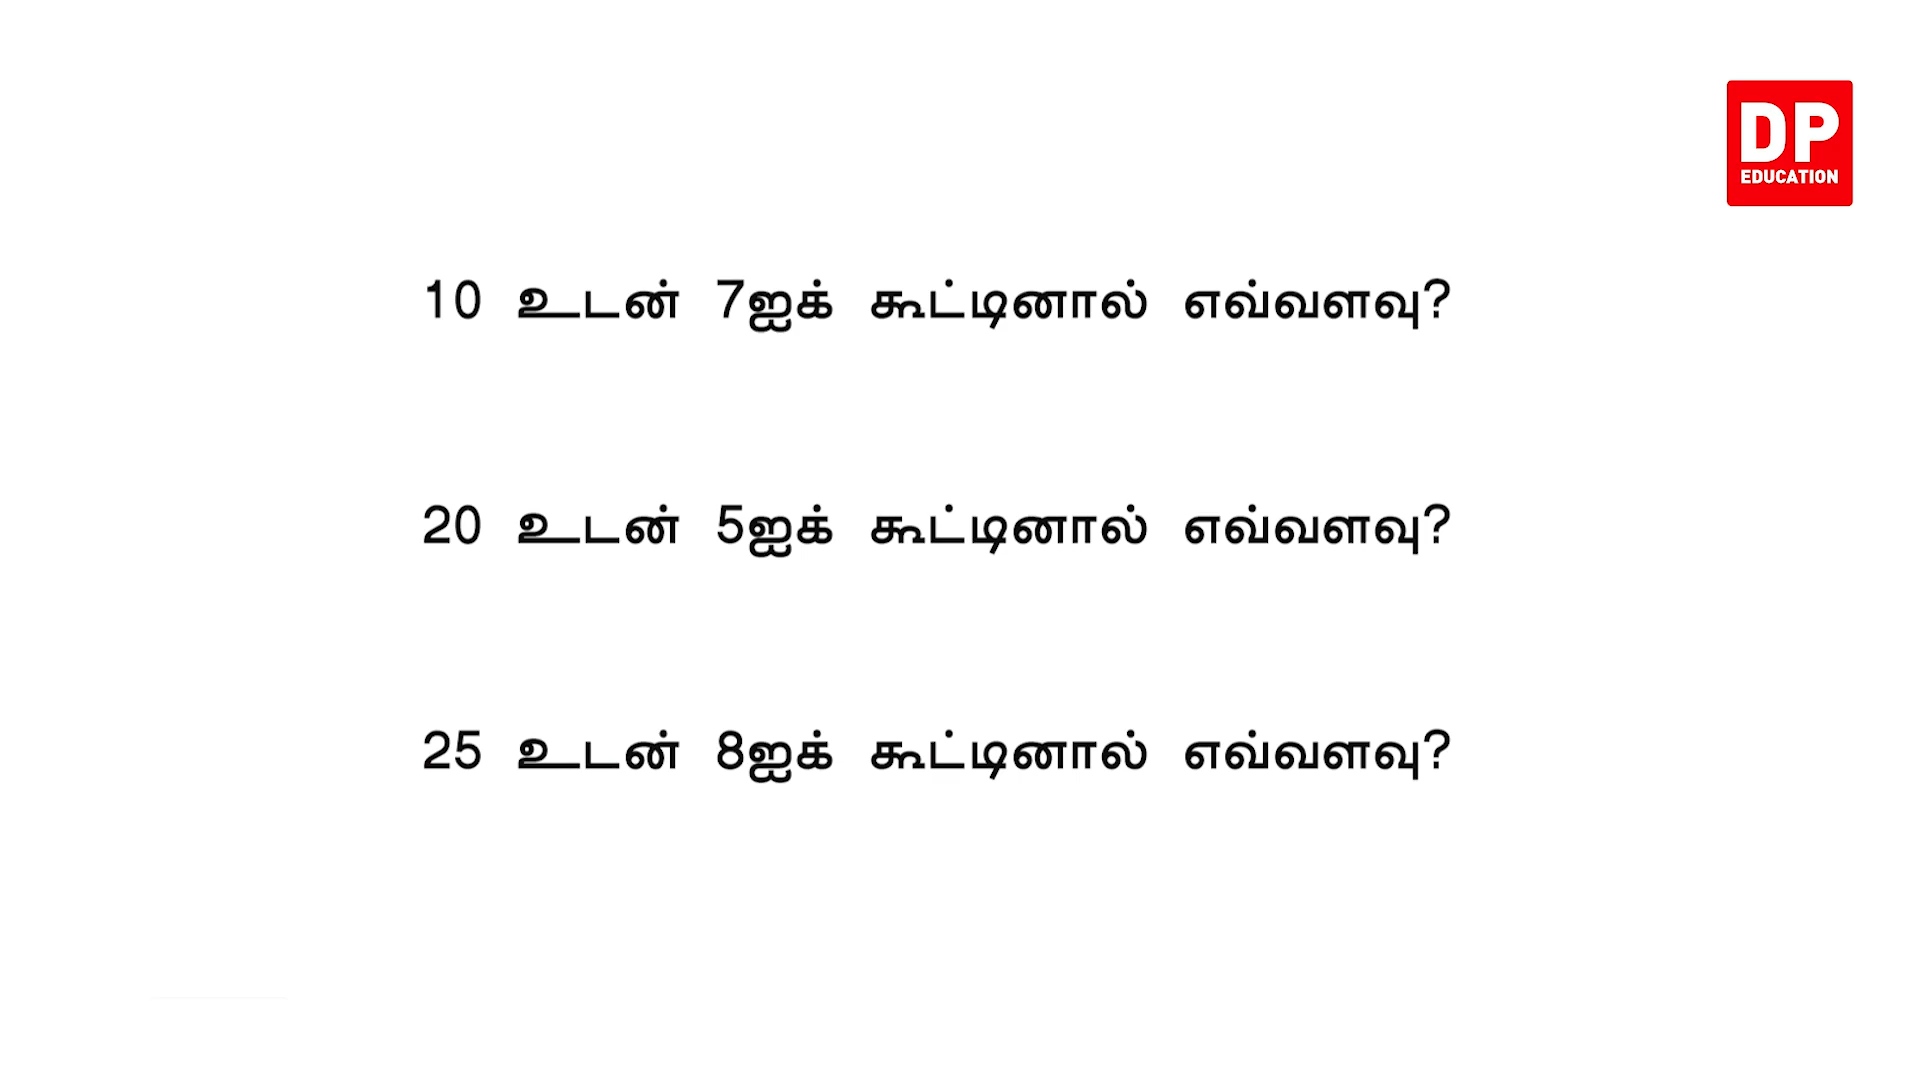 DP
EDUCATION
10 உடன் 7ஐக் கூட்டினால் எவ்வளவு?
20 உடன் 5ஐக் கூட்டினால் எவ்வளவு?
25 உடன் 8ஐக் கூட்டினால் எவ்வளவு?